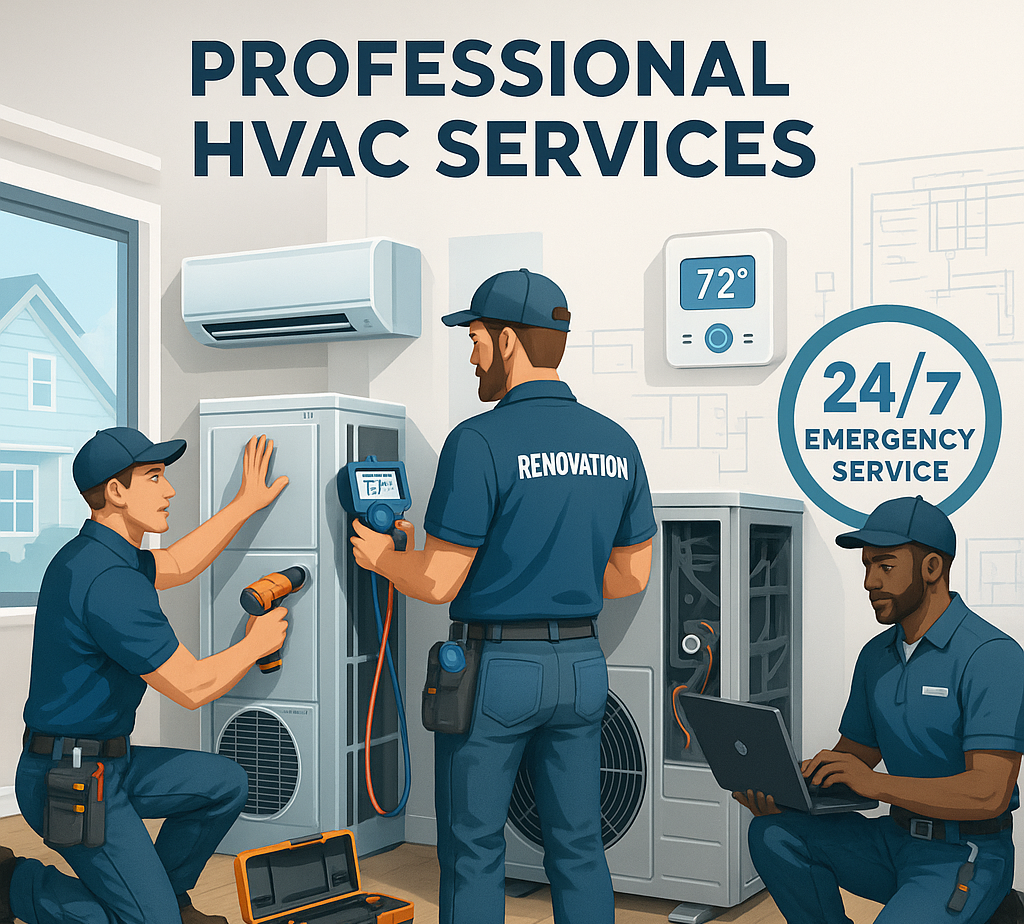 PROFESSIONAL
HVAC SERVICES
72°
24/7
EMERGENCY
SERVICE
RENOVATION